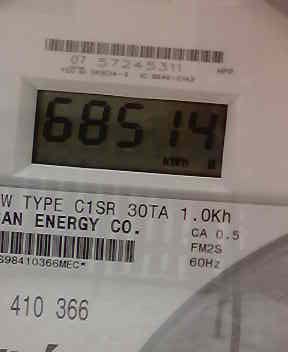 07 57245311
68514
KWH
W TYPE C1SR 30TA 1.0Kh
AN ENERGY CO.
CA 0.5
FM2S
S98410366MEC*
60Hz
410 366